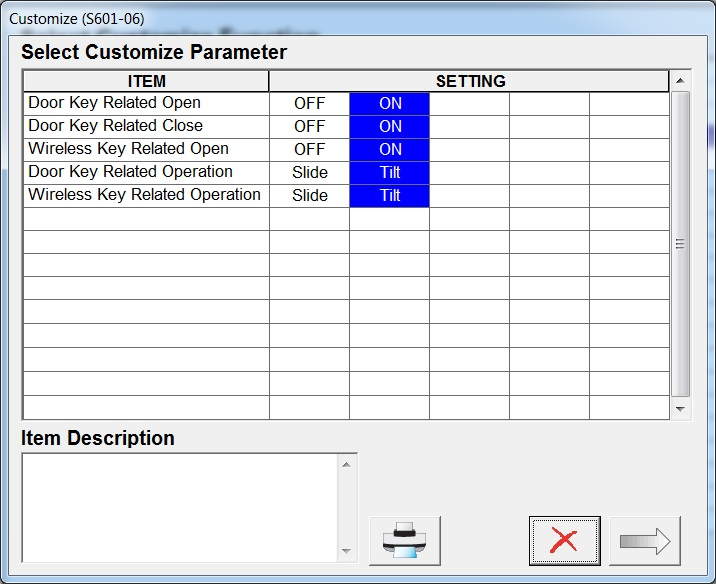 Customize (S601-06)
Select Customize Parameter
ITEM SETTING
Door Key Related Open OFF ON
Door Key Related Close OFF ON
Wireless Key Related Open OFF ON
Door Key Related Operation Slide Tilt
Wireless Key Related Operation Slide Tilt
Item Description